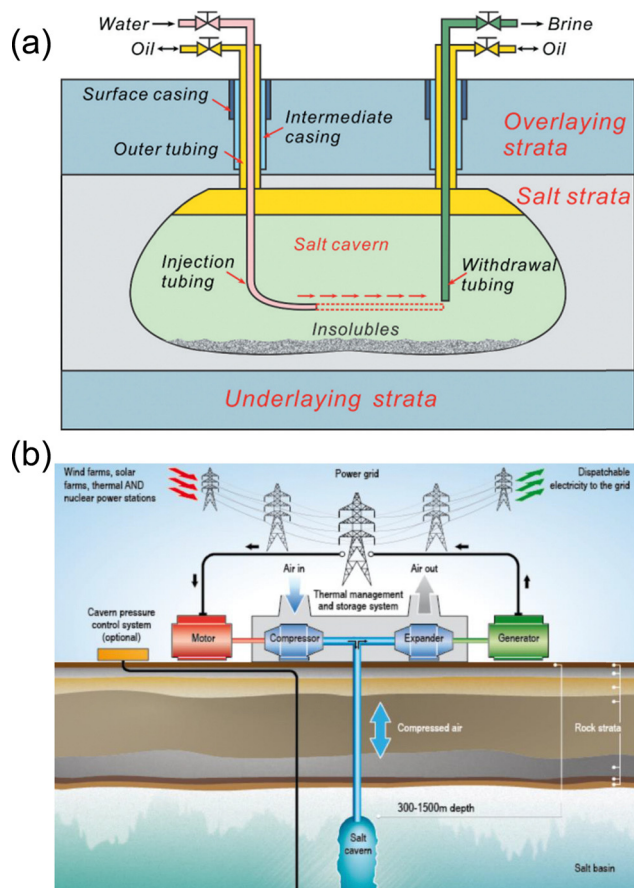 (a)
Water
Brine
Oil
Oil
Surface casing
Intermediate
casing
Outer tubing
Overlaying
strata
Salt strata
Salt cavern
Injection
tubing
Withdrawal
tubing
Insolubles
Underlaying strata
(b)
Wind farms, solar
farms, thermal AND
nuclear power stations
Power grid
Dispatchable
electricity to the grid
Air in
Air out
Thermal management
and storage system
Cavern pressure
control system
(optional)
Motor
Compressor
Expander
Generator
Compressed air
Rock strata
300-1500m depth
Salt
cavern
Salt basin